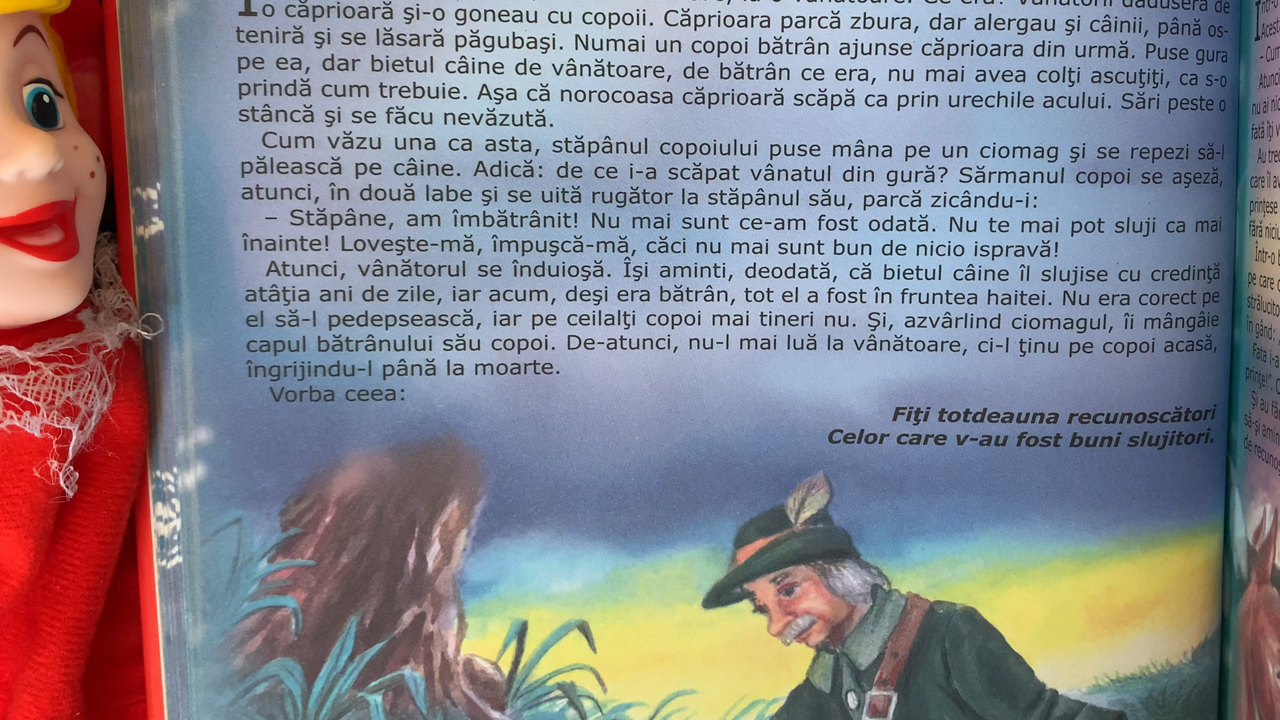 o căprioară şi-o goneau cu copoii. Căprioara parcă zbura, dar alergau şi câinii, până os-
teniră şi se lăsară păgubaşi. Numai un copoi bătrân ajunse căprioara din urmă. Puse gura
pe ea, dar bietul câine de vânătoare, de bătrân ce era, nu mai avea colţi ascuţiţi, ca s-o
prindă cum trebuie. Aşa că norocoasa căprioară scăpă ca prin urechile acului. Sări peste o
stâncă şi se făcu nevăzută.
Cum văzu una ca asta, stăpânul copoiului puse mâna pe un ciomag şi se repezi să-l
pălească pe câine. Adică: de ce i-a scăpat vânatul din gură? Sărmanul copoi se aşeză,
atunci, în două labe şi se uită rugător la stăpânul său, parcă zicându-i:
– Stăpâne, am îmbătrânit! Nu mai sunt ce-am fost odată. Nu te mai pot sluji ca mai
înainte! Loveşte-mă, împuşcă-mă, căci nu mai sunt bun de nicio ispravă!
Atunci, vânătorul se înduioşă. Îşi aminti, deodată, că bietul câine îl slujise cu credinţă
atâţia ani de zile, iar acum, deşi era bătrân, tot el a fost în fruntea haitei. Nu era corect pe
el să-l pedepsească, iar pe ceilalţi copoi mai tineri nu. Şi, azvârlind ciomagul, îi mângâie
capul bătrânului său copoi. De-atunci, nu-l mai luă la vânătoare, ci-l ţinu pe copoi acasă,
îngrijindu-l până la moarte.
Vorba ceea:
Fiţi totdeauna recunoscători
Celor care v-au fost buni slujitori.